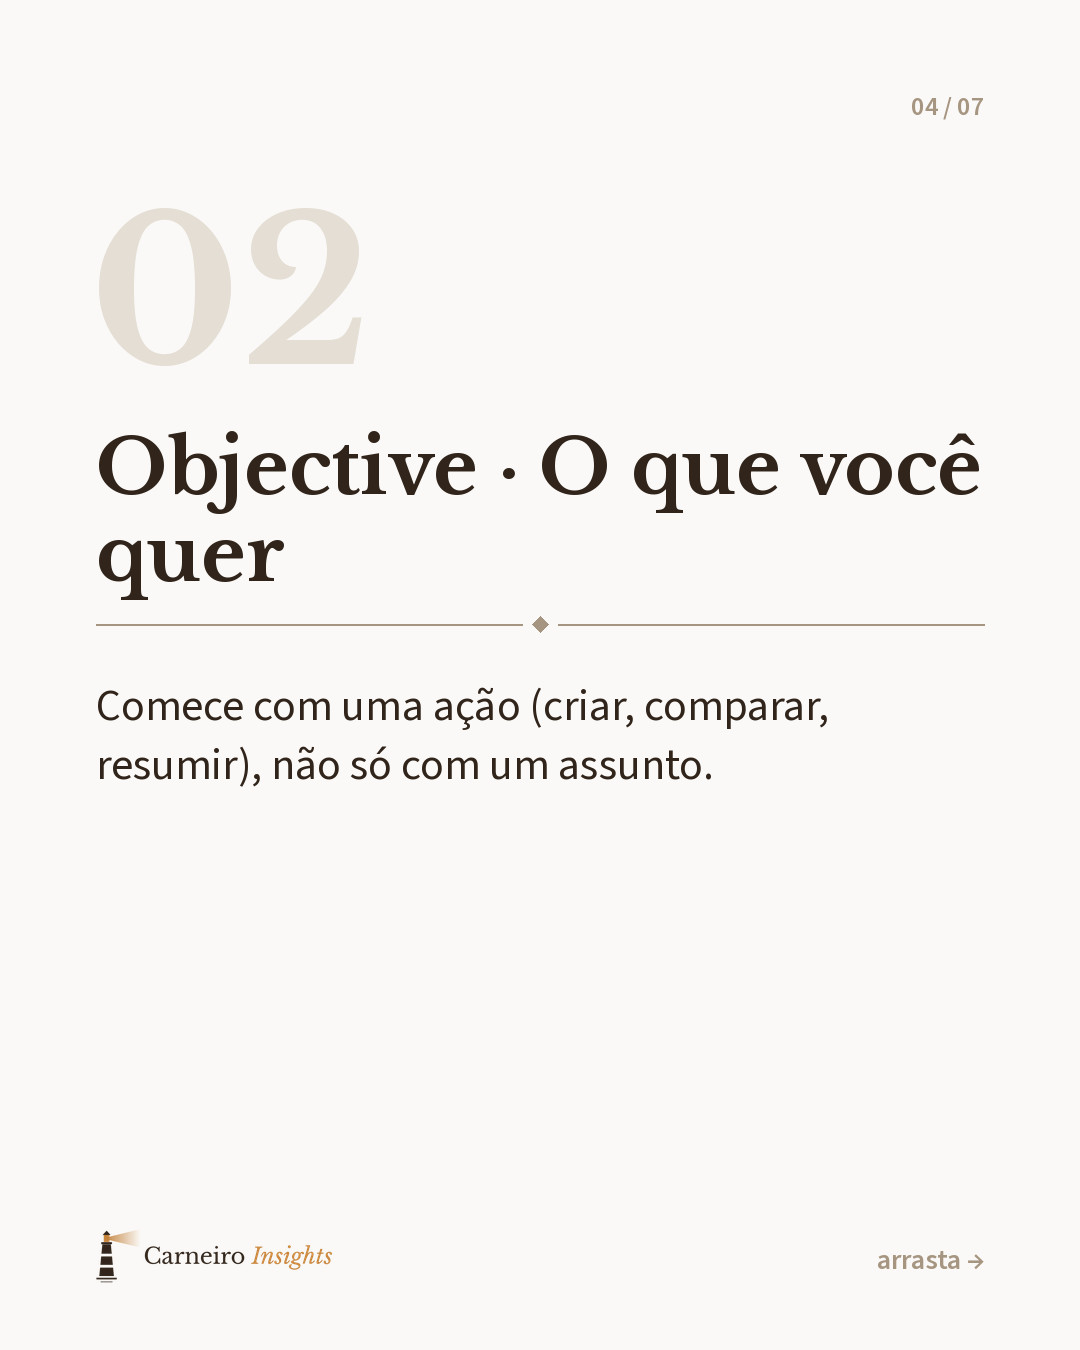 04 / 07
02
Objective · O que você
quer
Comece com uma ação (criar, comparar,
resumir), não só com um assunto.
Carneiro Insights
arrasta →